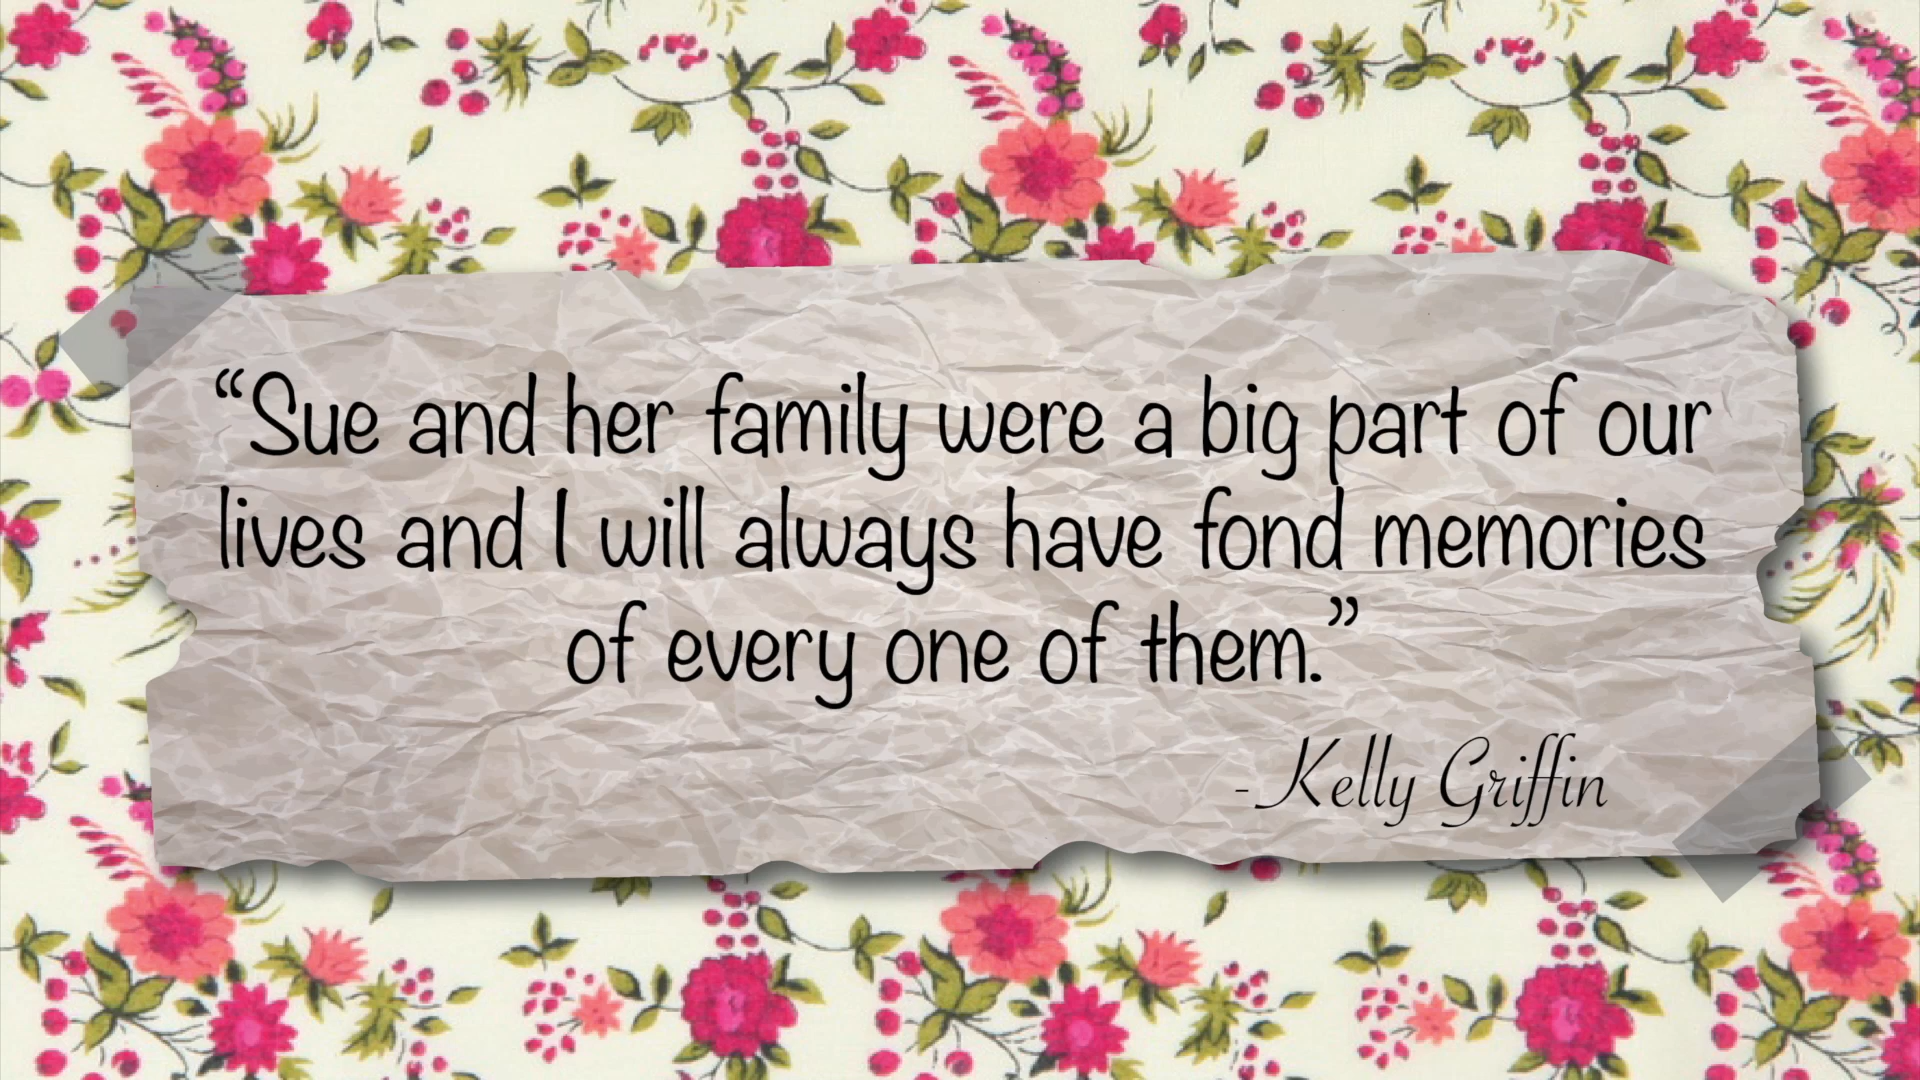 “Sue and her family were a big part of our
lives and I will always have fond memories
of every one of them.”
-Kelly Griffin